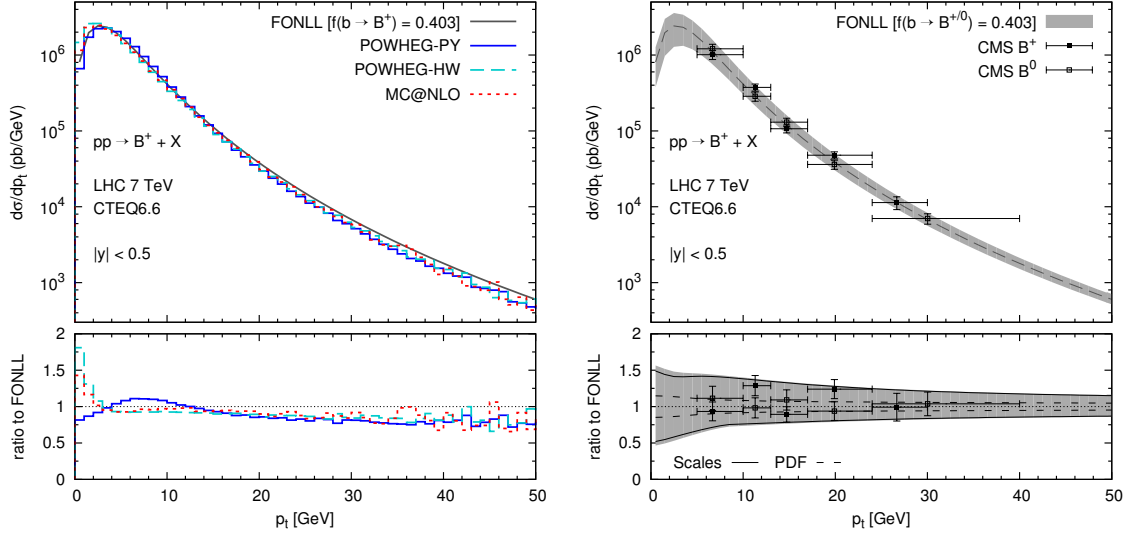 FONLL [f(b → B⁺) = 0.403]
POWHEG-PY
POWHEG-HW
MC@NLO
10⁶
10⁵
10⁴
10³
dσ/dpₜ (pb/GeV)
pp → B⁺ + X
LHC 7 TeV
CTEQ6.6
|y| < 0.5
2
1.5
1
0.5
0
ratio to FONLL
0 10 20 30 40 50
pₜ [GeV]
FONLL [f(b → B⁺/⁰) = 0.403]
CMS B⁺
CMS B⁰
10⁶
10⁵
10⁴
10³
dσ/dpₜ (pb/GeV)
pp → B⁺ + X
LHC 7 TeV
CTEQ6.6
|y| < 0.5
2
1.5
1
0.5
0
ratio to FONLL
Scales PDF
0 10 20 30 40 50
pₜ [GeV]